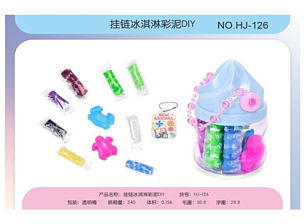 挂链冰淇淋彩泥DIY
NO.HJ-126
NEW
ARRIVAL
产品名称：挂链冰淇淋彩泥DIY 货号：HJ-126
包装：透明桶 装箱量：240 体积：0.156 毛重：30.8 净重：28.8